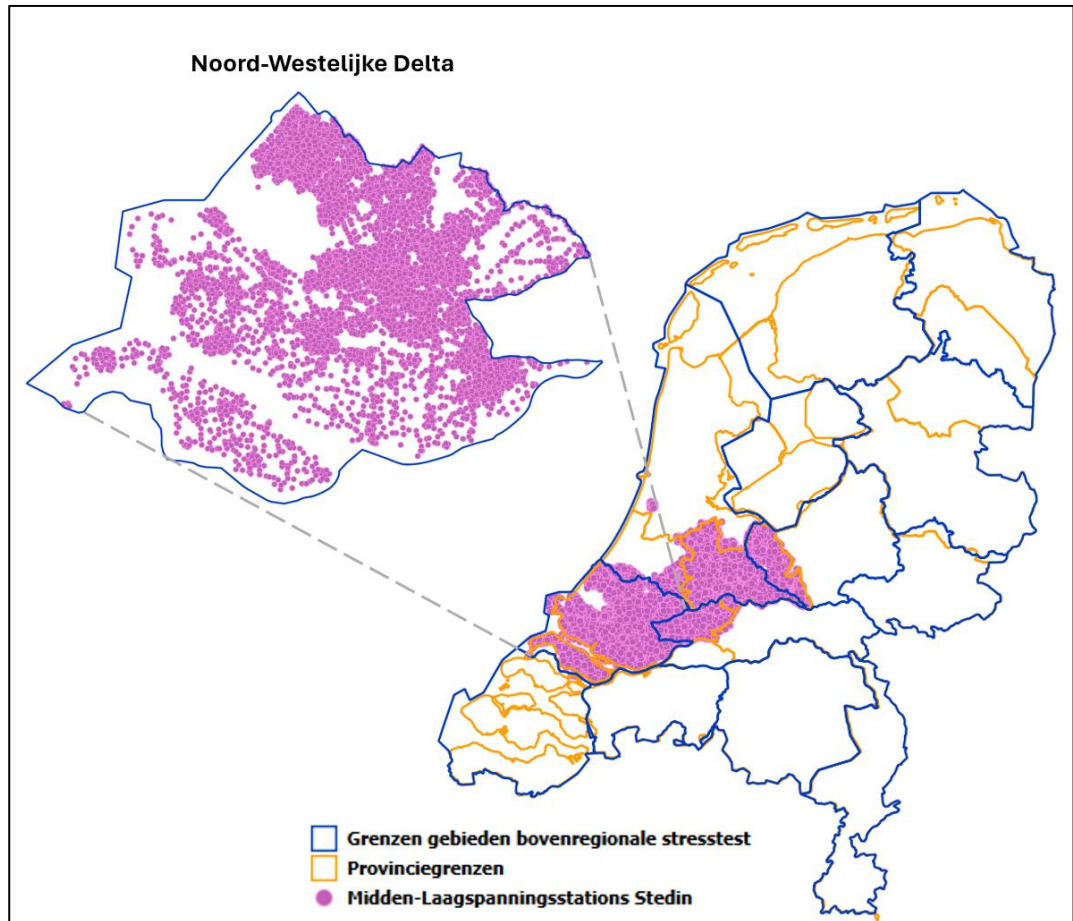 Noord-Westelijke Delta
Grenzen gebieden bovenregionale stresstest
Provinciegrenzen
Midden-Laagspanningsstations Stedin